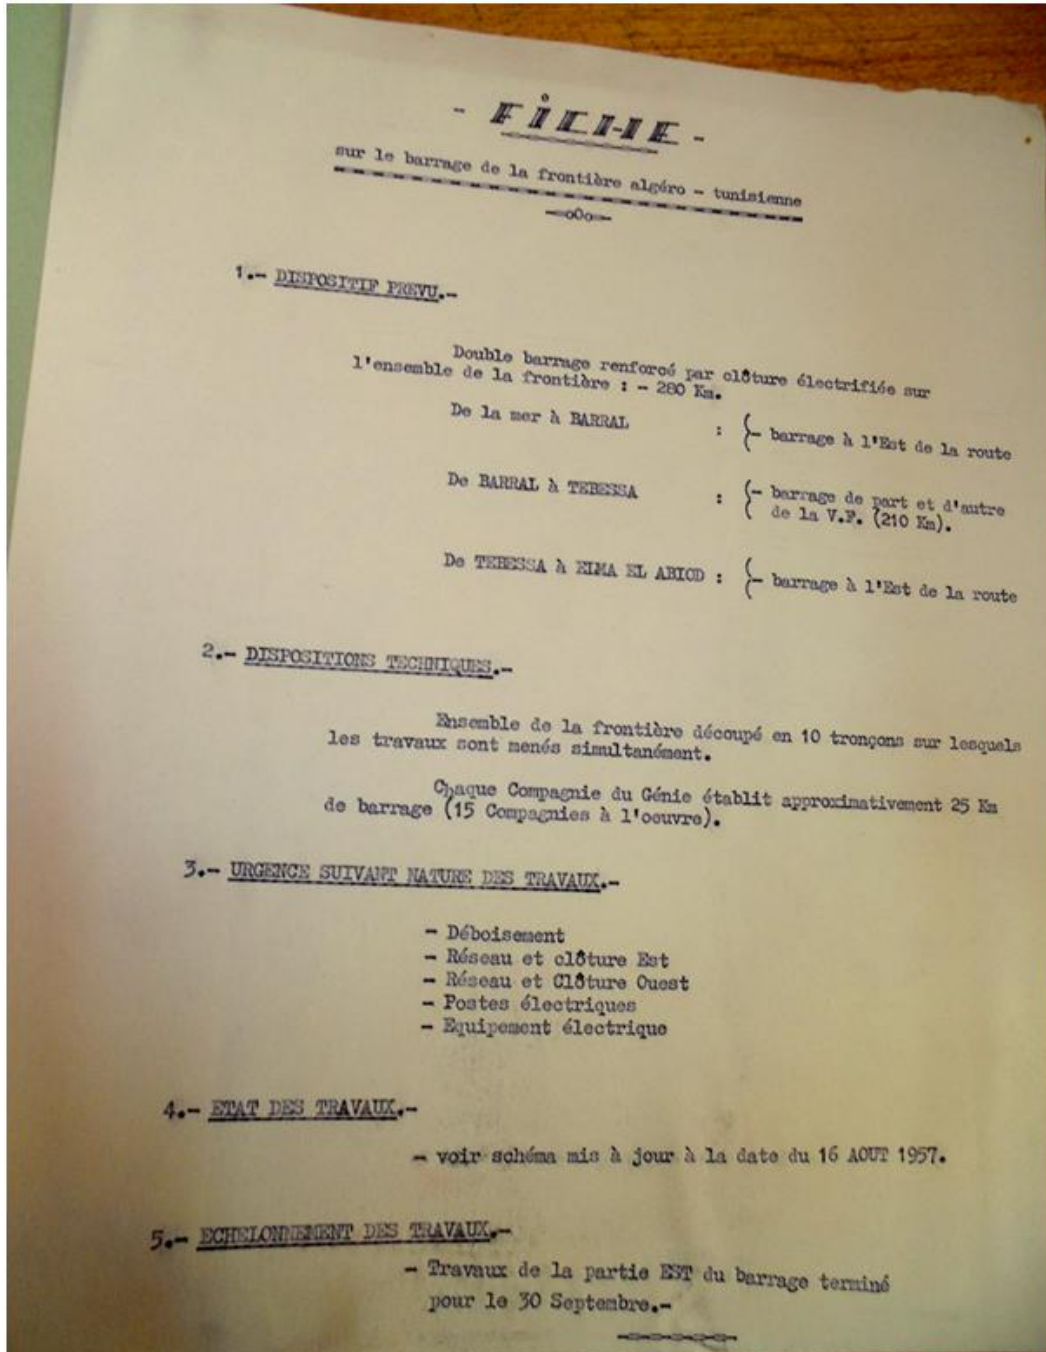 - FiCHE -
sur le barrage de la frontière algéro - tunisienne
—oOo—
1.- DISPOSITIF PREVU.-
Double barrage renforcé par clôture électrifiée sur
l'ensemble de la frontière : - 280 Km.
De la mer à BARRAL : {- barrage à l'Est de la route
De BARRAL à TEBESSA : {- barrage de part et d'autre
de la V.F. (210 Km).
De TEBESSA à ELMA EL ABIOD : {- barrage à l'Est de la route
2.- DISPOSITIONS TECHNIQUES.-
Ensemble de la frontière découpé en 10 tronçons sur lesquels
les travaux sont menés simultanément.
Chaque Compagnie du Génie établit approximativement 25 Km
de barrage (15 Compagnies à l'oeuvre).
3.- URGENCE SUIVANT NATURE DES TRAVAUX.-
- Déboisement
- Réseau et clôture Est
- Réseau et Clôture Ouest
- Postes électriques
- Equipement électrique
4.- ETAT DES TRAVAUX.-
- voir schéma mis à jour à la date du 16 AOUT 1957.
5.- ECHELONNEMENT DES TRAVAUX.-
- Travaux de la partie EST du barrage terminé
pour le 30 Septembre.-